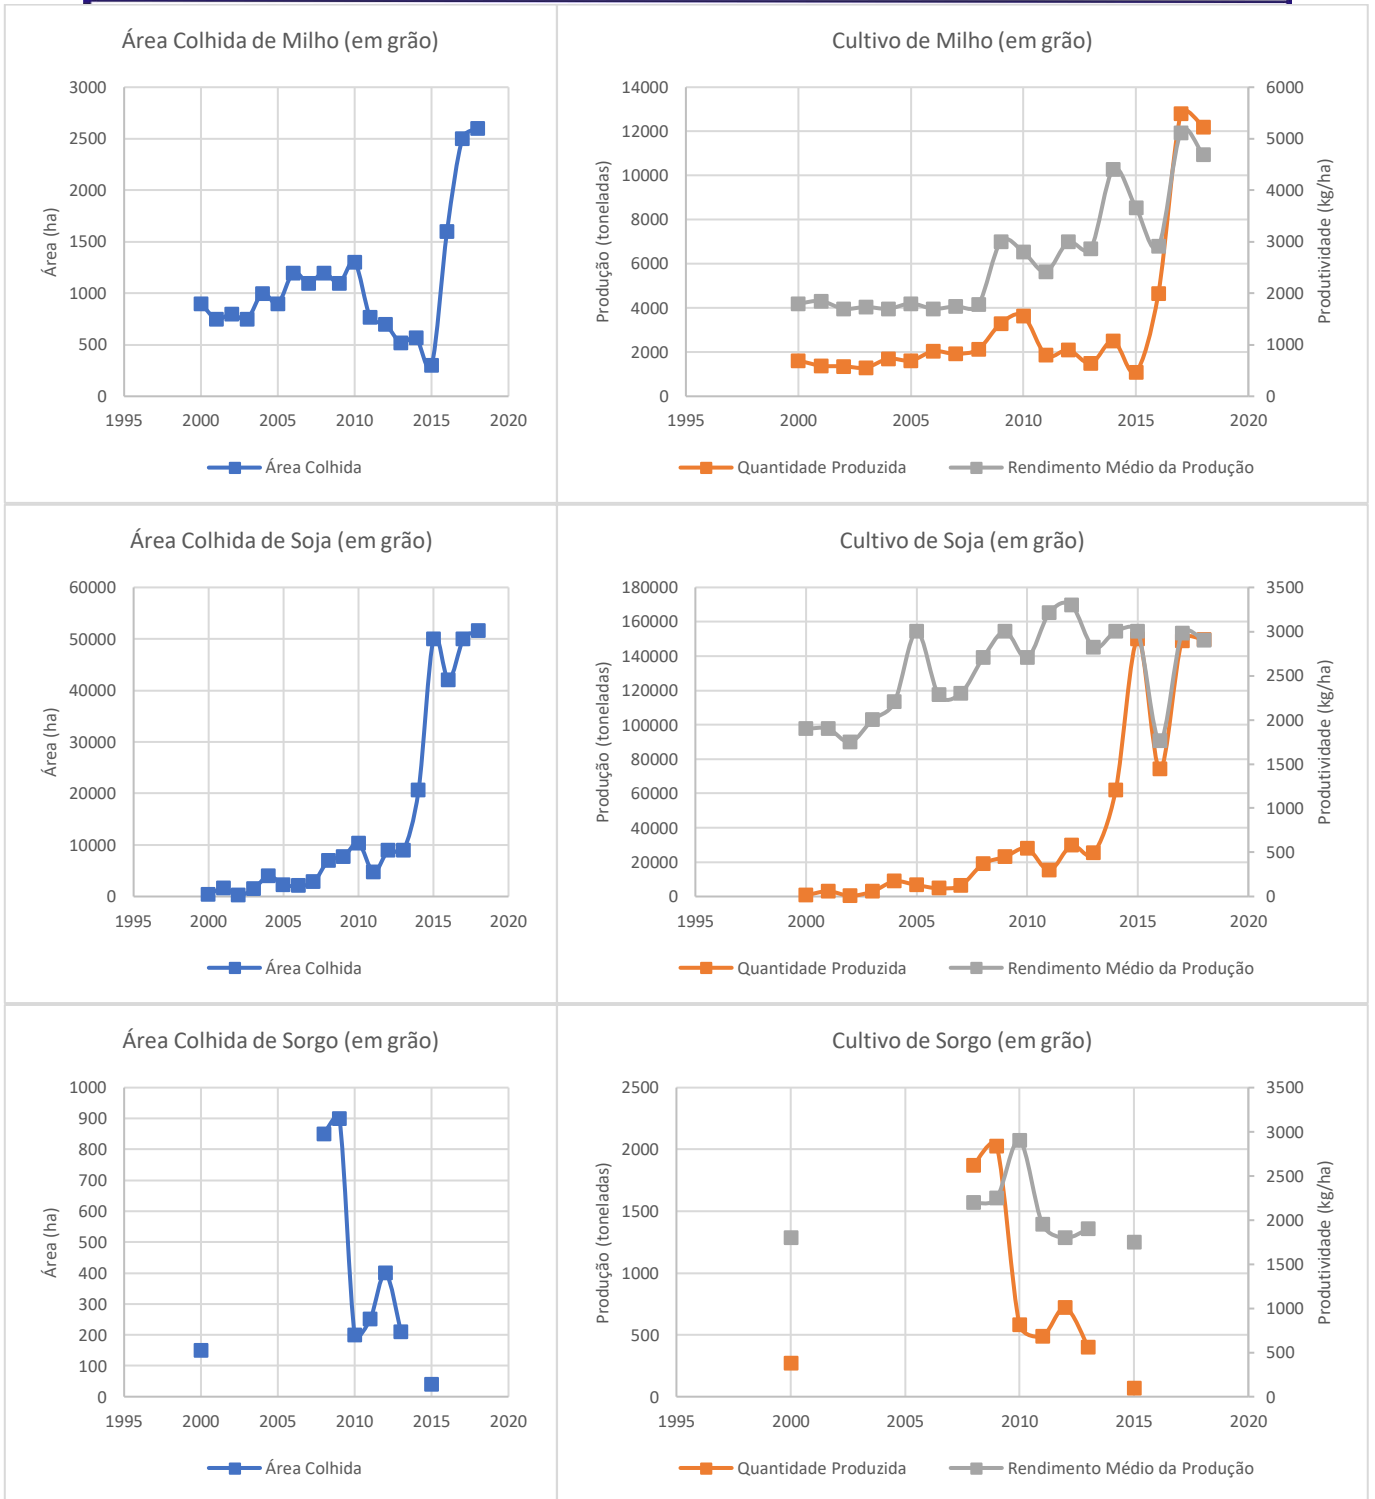 Área Colhida de Milho (em grão)
Área (ha)
3000
2500
2000
1500
1000
500
0
1995 2000 2005 2010 2015 2020
Área Colhida
Cultivo de Milho (em grão)
Produção (toneladas)
14000
12000
10000
8000
6000
4000
2000
0
6000
5000
4000
3000
2000
1000
0
Produtividade (kg/ha)
1995 2000 2005 2010 2015 2020
Quantidade Produzida Rendimento Médio da Produção
Área Colhida de Soja (em grão)
Área (ha)
60000
50000
40000
30000
20000
10000
0
1995 2000 2005 2010 2015 2020
Área Colhida
Cultivo de Soja (em grão)
Produção (toneladas)
180000
160000
140000
120000
100000
80000
60000
40000
20000
0
3500
3000
2500
2000
1500
1000
500
0
Produtividade (kg/ha)
1995 2000 2005 2010 2015 2020
Quantidade Produzida Rendimento Médio da Produção
Área Colhida de Sorgo (em grão)
Área (ha)
1000
900
800
700
600
500
400
300
200
100
0
1995 2000 2005 2010 2015 2020
Área Colhida
Cultivo de Sorgo (em grão)
Produção (toneladas)
2500
2000
1500
1000
500
0
3500
3000
2500
2000
1500
1000
500
0
Produtividade (kg/ha)
1995 2000 2005 2010 2015 2020
Quantidade Produzida Rendimento Médio da Produção